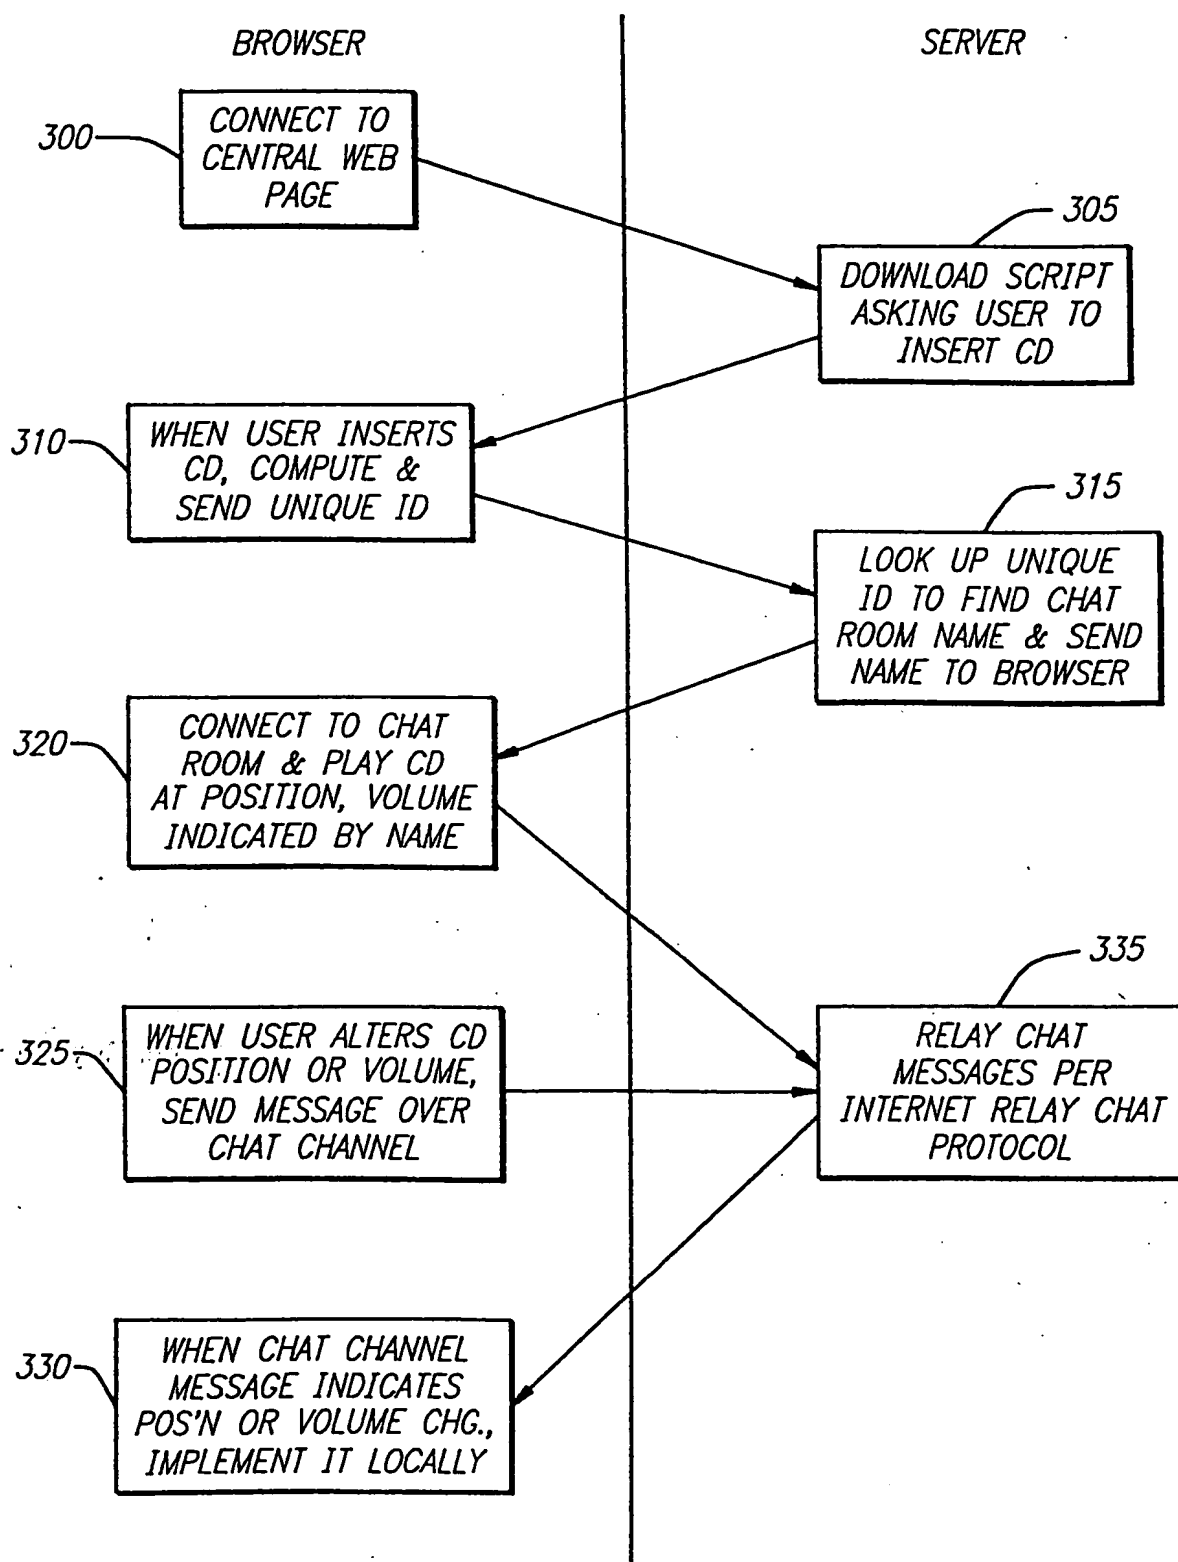 BROWSER
SERVER
300
CONNECT TO
CENTRAL WEB
PAGE
305
DOWNLOAD SCRIPT
ASKING USER TO
INSERT CD
310
WHEN USER INSERTS
CD, COMPUTE &
SEND UNIQUE ID
315
LOOK UP UNIQUE
ID TO FIND CHAT
ROOM NAME & SEND
NAME TO BROWSER
320
CONNECT TO CHAT
ROOM & PLAY CD
AT POSITION, VOLUME
INDICATED BY NAME
335
RELAY CHAT
MESSAGES PER
INTERNET RELAY CHAT
PROTOCOL
325
WHEN USER ALTERS CD
POSITION OR VOLUME,
SEND MESSAGE OVER
CHAT CHANNEL
330
WHEN CHAT CHANNEL
MESSAGE INDICATES
POS'N OR VOLUME CHG.,
IMPLEMENT IT LOCALLY